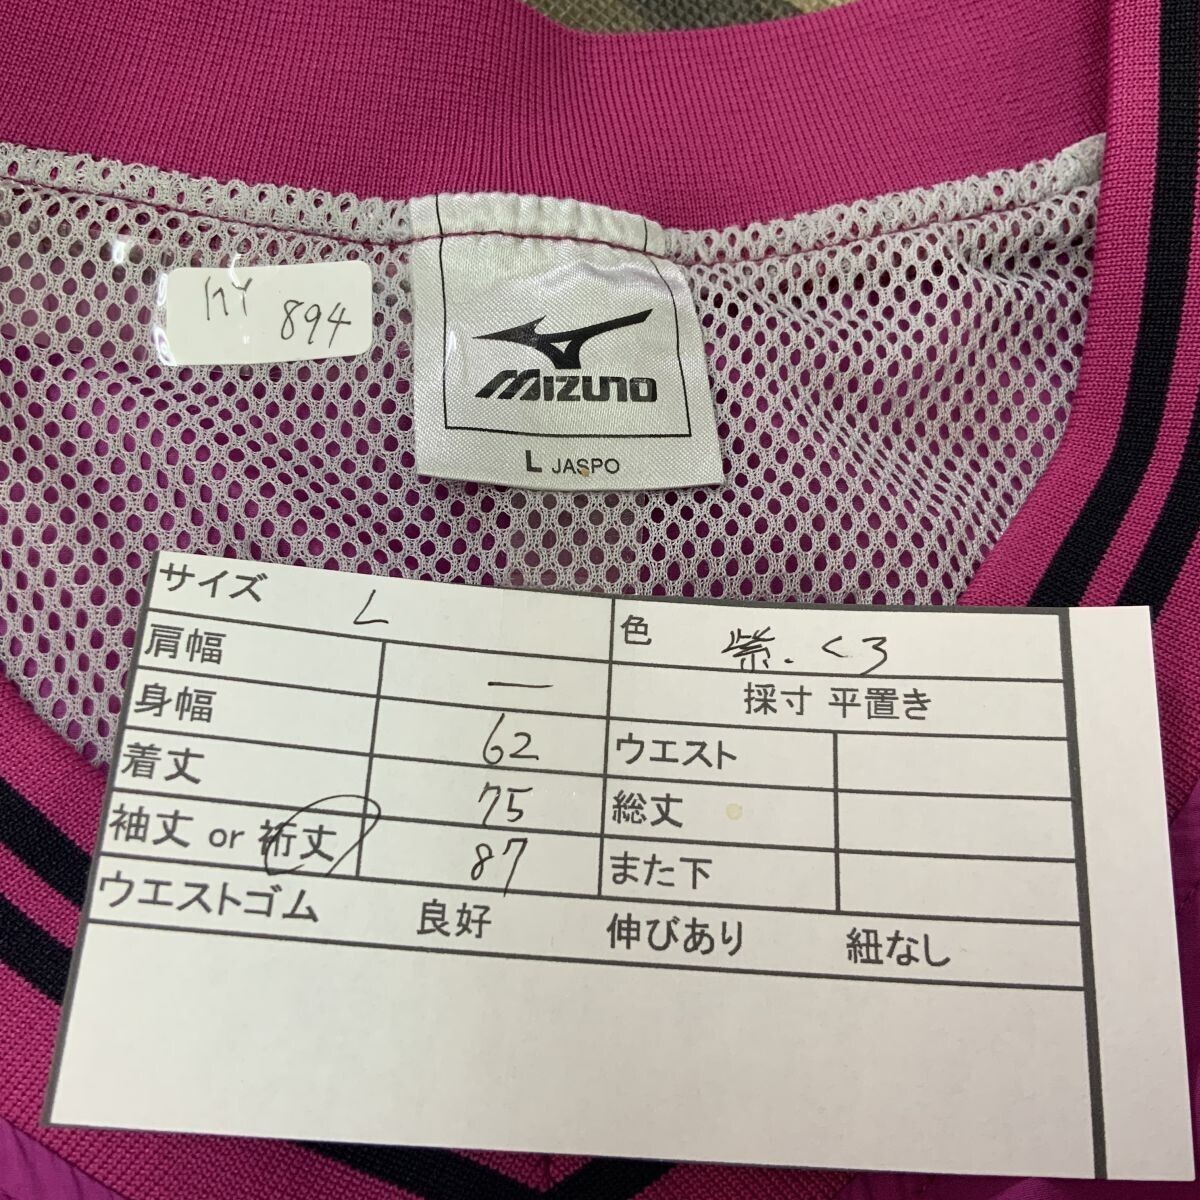 894
MIZUNO
L JASPO
サイズ L
色 紫.くろ
肩幅 —
採寸 平置き
身幅 62
ウエスト
着丈 75
総丈
袖丈 or 裄丈 87
また下
ウエストゴム 良好 伸びあり 紐なし